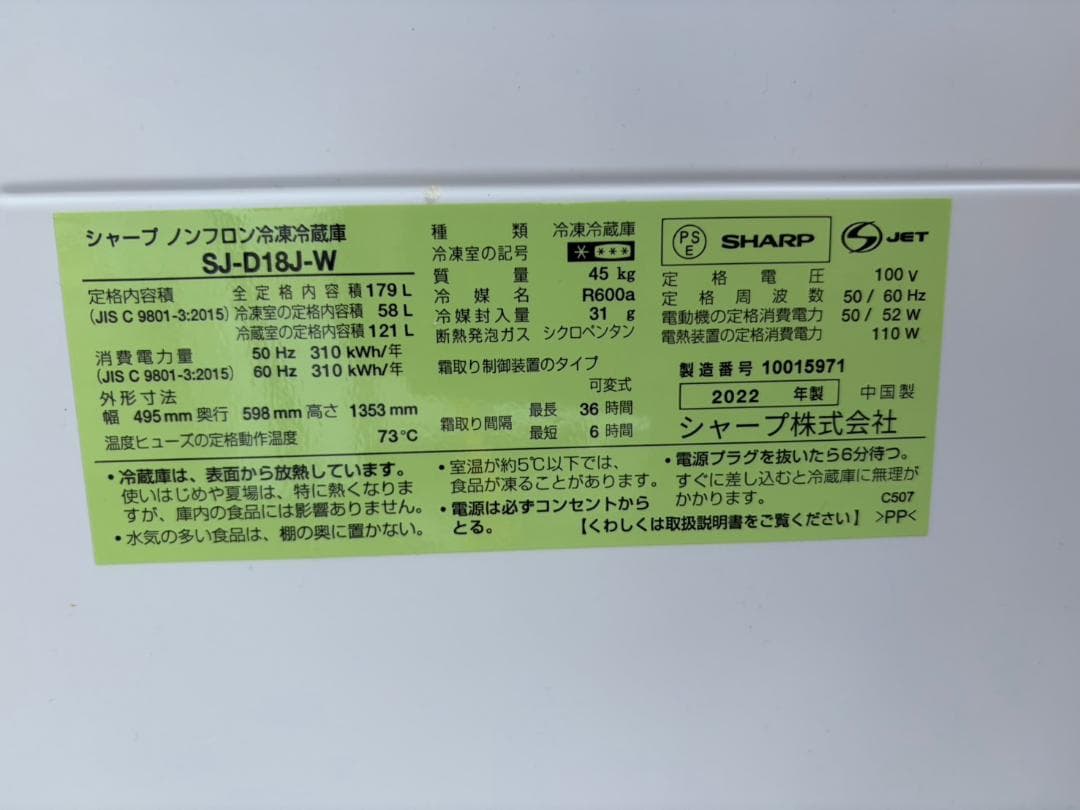 シャープ ノンフロン冷凍冷蔵庫
SJ-D18J-W
定格内容積 全定格内容積 179 L
(JIS C 9801-3:2015) 冷凍室の定格内容積 58 L
冷蔵室の定格内容積 121 L
消費電力量 50 Hz 310 kWh/年
(JIS C 9801-3:2015) 60 Hz 310 kWh/年
外形寸法
幅 495 mm 奥行 598 mm 高さ 1353 mm
温度ヒューズの定格動作温度 73℃
種類 冷凍冷蔵庫
冷凍室の記号 * ***
質量 45 kg
冷媒名 R600a
冷媒封入量 31 g
断熱発泡ガス シクロペンタン
霜取り制御装置のタイプ
可変式
霜取り間隔 最長 36 時間
最短 6 時間
PSE SHARP S JET
定格電圧 100 V
定格周波数 50 / 60 Hz
電動機の定格消費電力 50 / 52 W
電熱装置の定格消費電力 110 W
製造番号 10015971
2022 年製 中国製
シャープ株式会社
・冷蔵庫は、表面から放熱しています。
使いはじめや夏場は、特に熱くなりま
すが、庫内の食品には影響ありません。
・水気の多い食品は、棚の奥に置かない。
・室温が約5℃以下では、
食品が凍ることがあります。
・電源は必ずコンセントから
とる。
・電源プラグを抜いたら6分待つ。
すぐに差し込むと冷蔵庫に無理が
かかります。 C507
【くわしくは取扱説明書をご覧ください】 >PP<